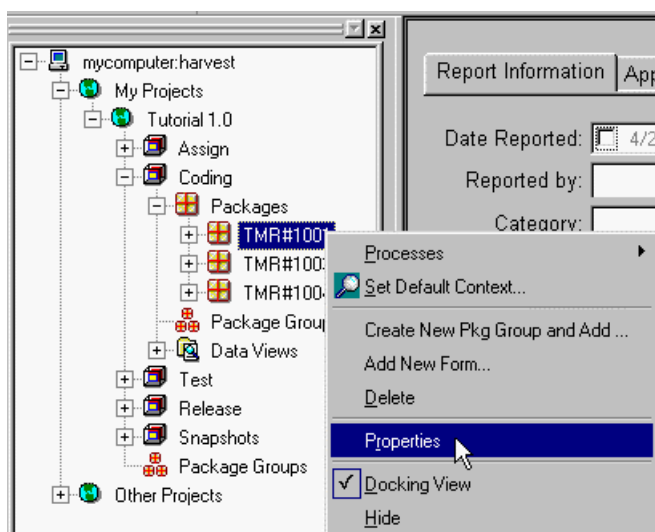 mycomputer:harvest
My Projects
Tutorial 1.0
Assign
Coding
Packages
TMR#1001
TMR#100
TMR#100
Package Grou
Data Views
Test
Release
Snapshots
Package Groups
Other Projects
Report Information
App
Date Reported: 4/2
Reported by:
Category:
Processes
Set Default Context...
Create New Pkg Group and Add ...
Add New Form...
Delete
Properties
Docking View
Hide